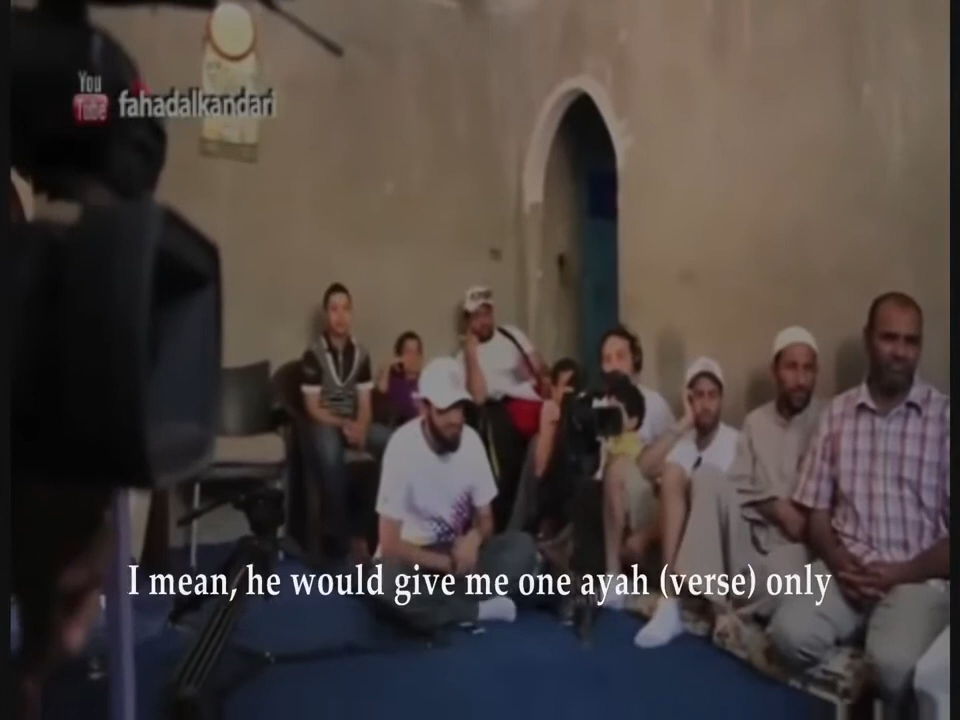 You
Tube fahadalkandari
I mean, he would give me one ayah (verse) only